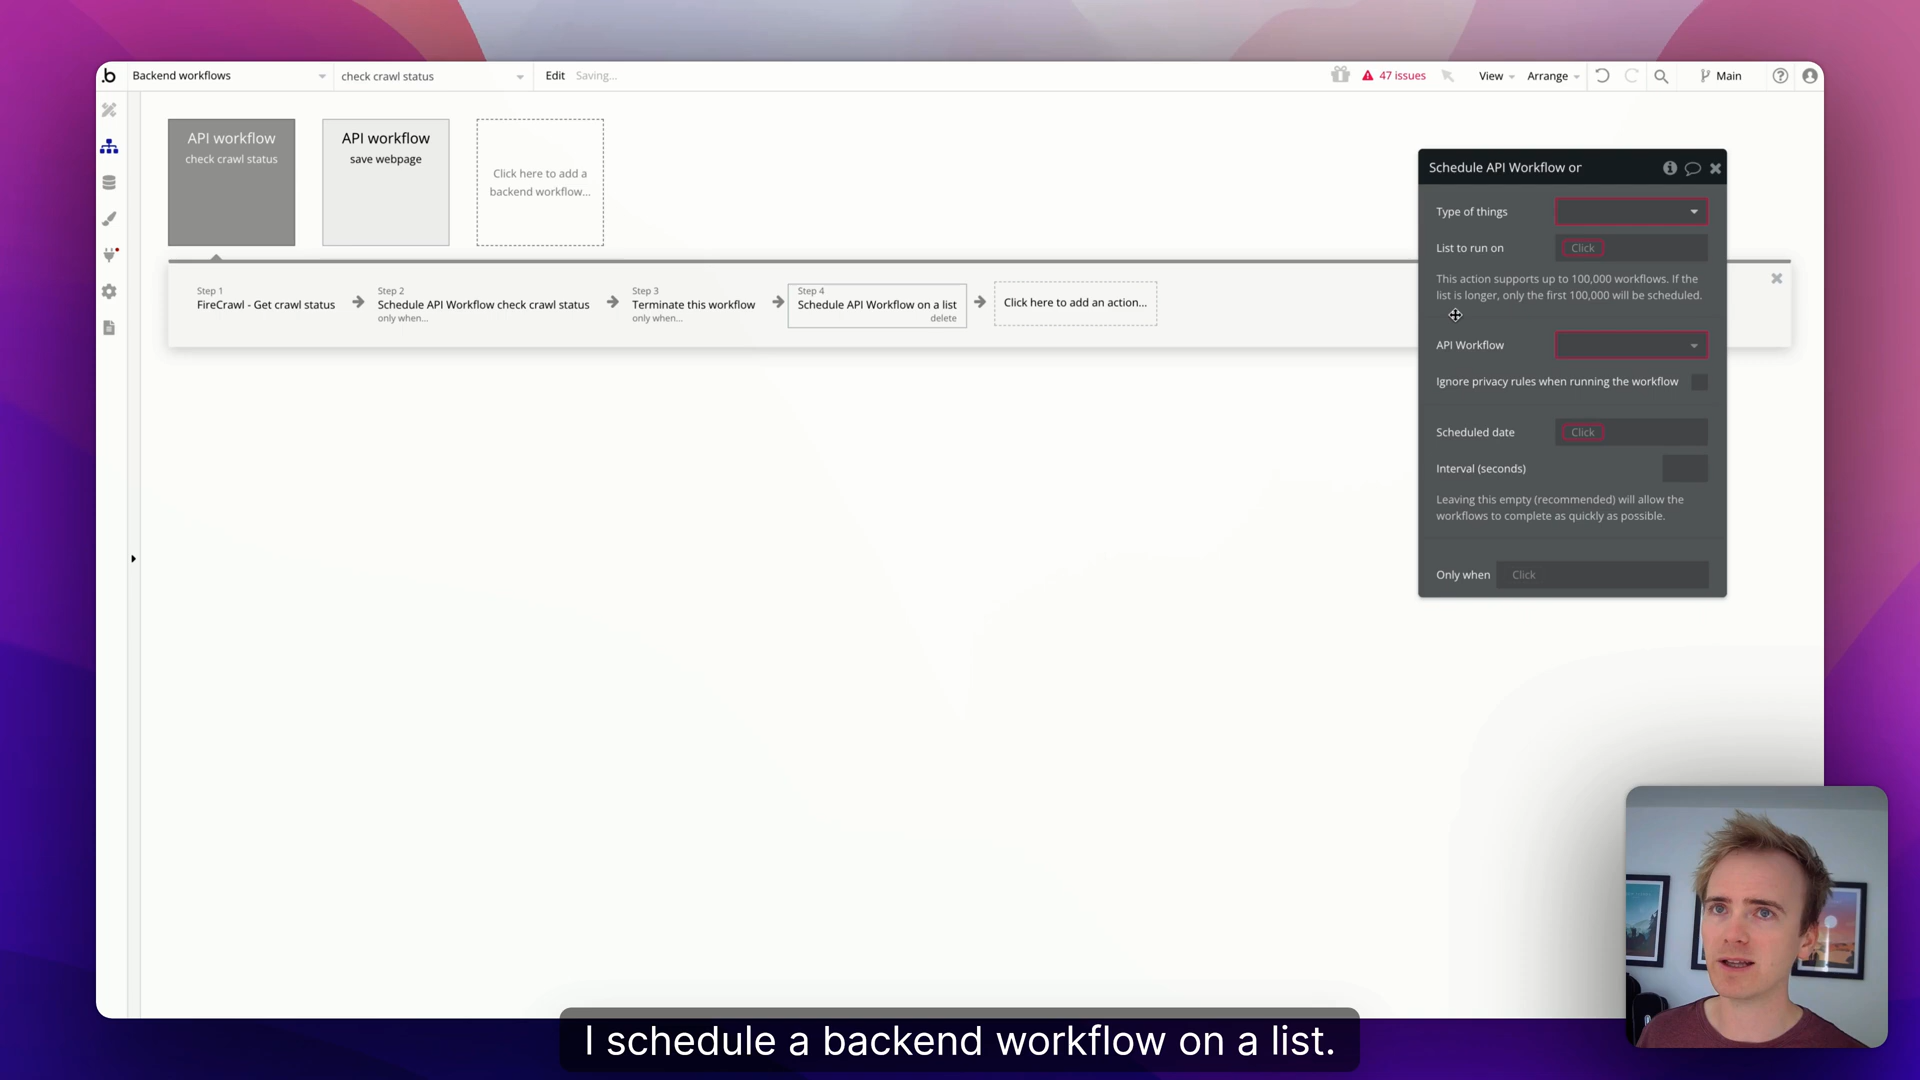 .b
Backend workflows
check crawl status
Edit
Saving...
47 issues
View
Arrange
Main
API workflow
check crawl status
API workflow
save webpage
Click here to add a
backend workflow...
Step 1
FireCrawl - Get crawl status
Step 2
Schedule API Workflow check crawl status
only when...
Step 3
Terminate this workflow
only when...
Step 4
Schedule API Workflow on a list
delete
Click here to add an action...
Schedule API Workflow or
Type of things
List to run on
Click
This action supports up to 100,000 workflows. If the
list is longer, only the first 100,000 will be scheduled.
API Workflow
Ignore privacy rules when running the workflow
Scheduled date
Click
Interval (seconds)
Leaving this empty (recommended) will allow the
workflows to complete as quickly as possible.
Only when
Click
I schedule a backend workflow on a list.